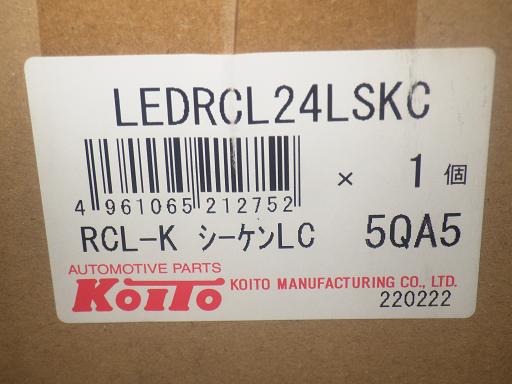 LEDRCL24LSKC
× 1 個
4 961065 212752
RCL-K シーケンLC 5QA5
AUTOMOTIVE PARTS
KOITO KOITO MANUFACTURING CO., LTD.
220222